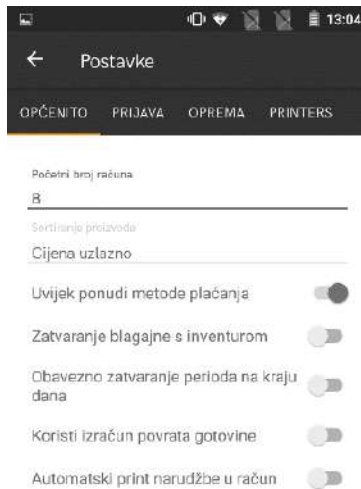 13:04
Postavke
OPĆENITO PRIJAVA OPREMA PRINTERS
Početni broj računa
8
Sortiranje proizvoda
Cijena uzlazno
Uvijek ponudi metode plaćanja
Zatvaranje blagajne s inventurom
Obavezno zatvaranje perioda na kraju
dana
Koristi izračun povrata gotovine
Automatski print narudžbe u račun